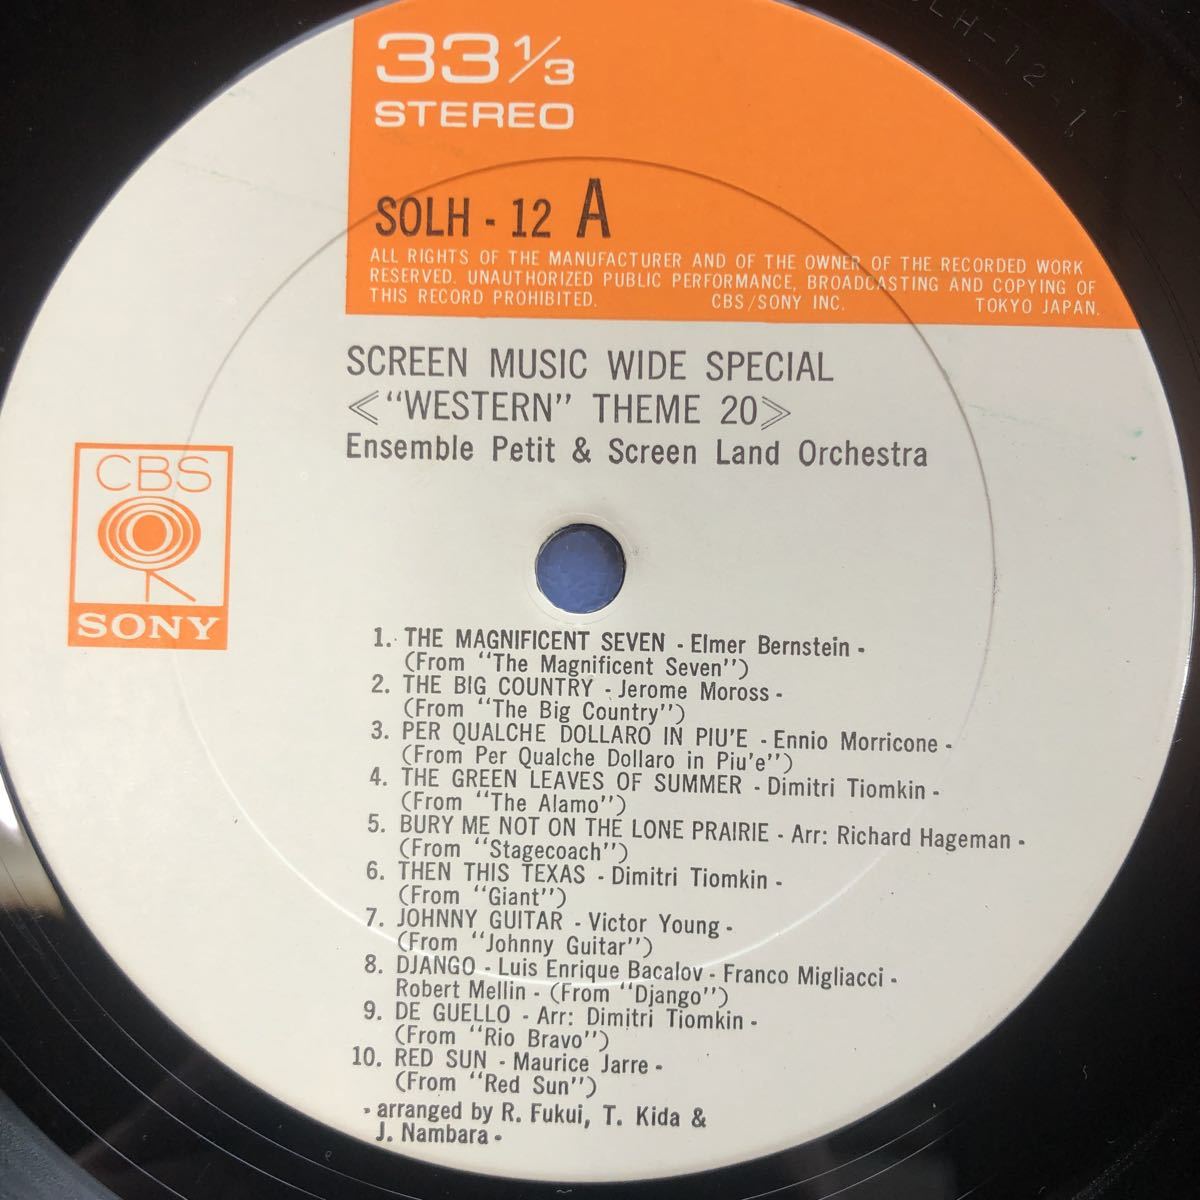 SOLH-12-1
33 1/3
STEREO
SOLH - 12 A
ALL RIGHTS OF THE MANUFACTURER AND OF THE OWNER OF THE RECORDED WORK
RESERVED. UNAUTHORIZED PUBLIC PERFORMANCE, BROADCASTING AND COPYING OF
THIS RECORD PROHIBITED. CBS/SONY INC. TOKYO JAPAN.
SCREEN MUSIC WIDE SPECIAL
≪“WESTERN” THEME 20≫
Ensemble Petit & Screen Land Orchestra
CBS
SONY
1. THE MAGNIFICENT SEVEN - Elmer Bernstein -
(From “The Magnificent Seven”)
2. THE BIG COUNTRY - Jerome Moross -
(From “The Big Country”)
3. PER QUALCHE DOLLARO IN PIU'E - Ennio Morricone -
(From Per Qualche Dollaro in Piu'e”)
4. THE GREEN LEAVES OF SUMMER - Dimitri Tiomkin -
(From “The Alamo”)
5. BURY ME NOT ON THE LONE PRAIRIE - Arr: Richard Hageman -
(From “Stagecoach”)
6. THEN THIS TEXAS - Dimitri Tiomkin -
(From “Giant”)
7. JOHNNY GUITAR - Victor Young -
(From “Johnny Guitar”)
8. DJANGO - Luis Enrique Bacalov - Franco Migliacci -
Robert Mellin - (From “Django”)
9. DE GUELLO - Arr: Dimitri Tiomkin -
(From “Rio Bravo”)
10. RED SUN - Maurice Jarre -
(From “Red Sun”)
- arranged by R. Fukui, T. Kida &
J. Nambara -